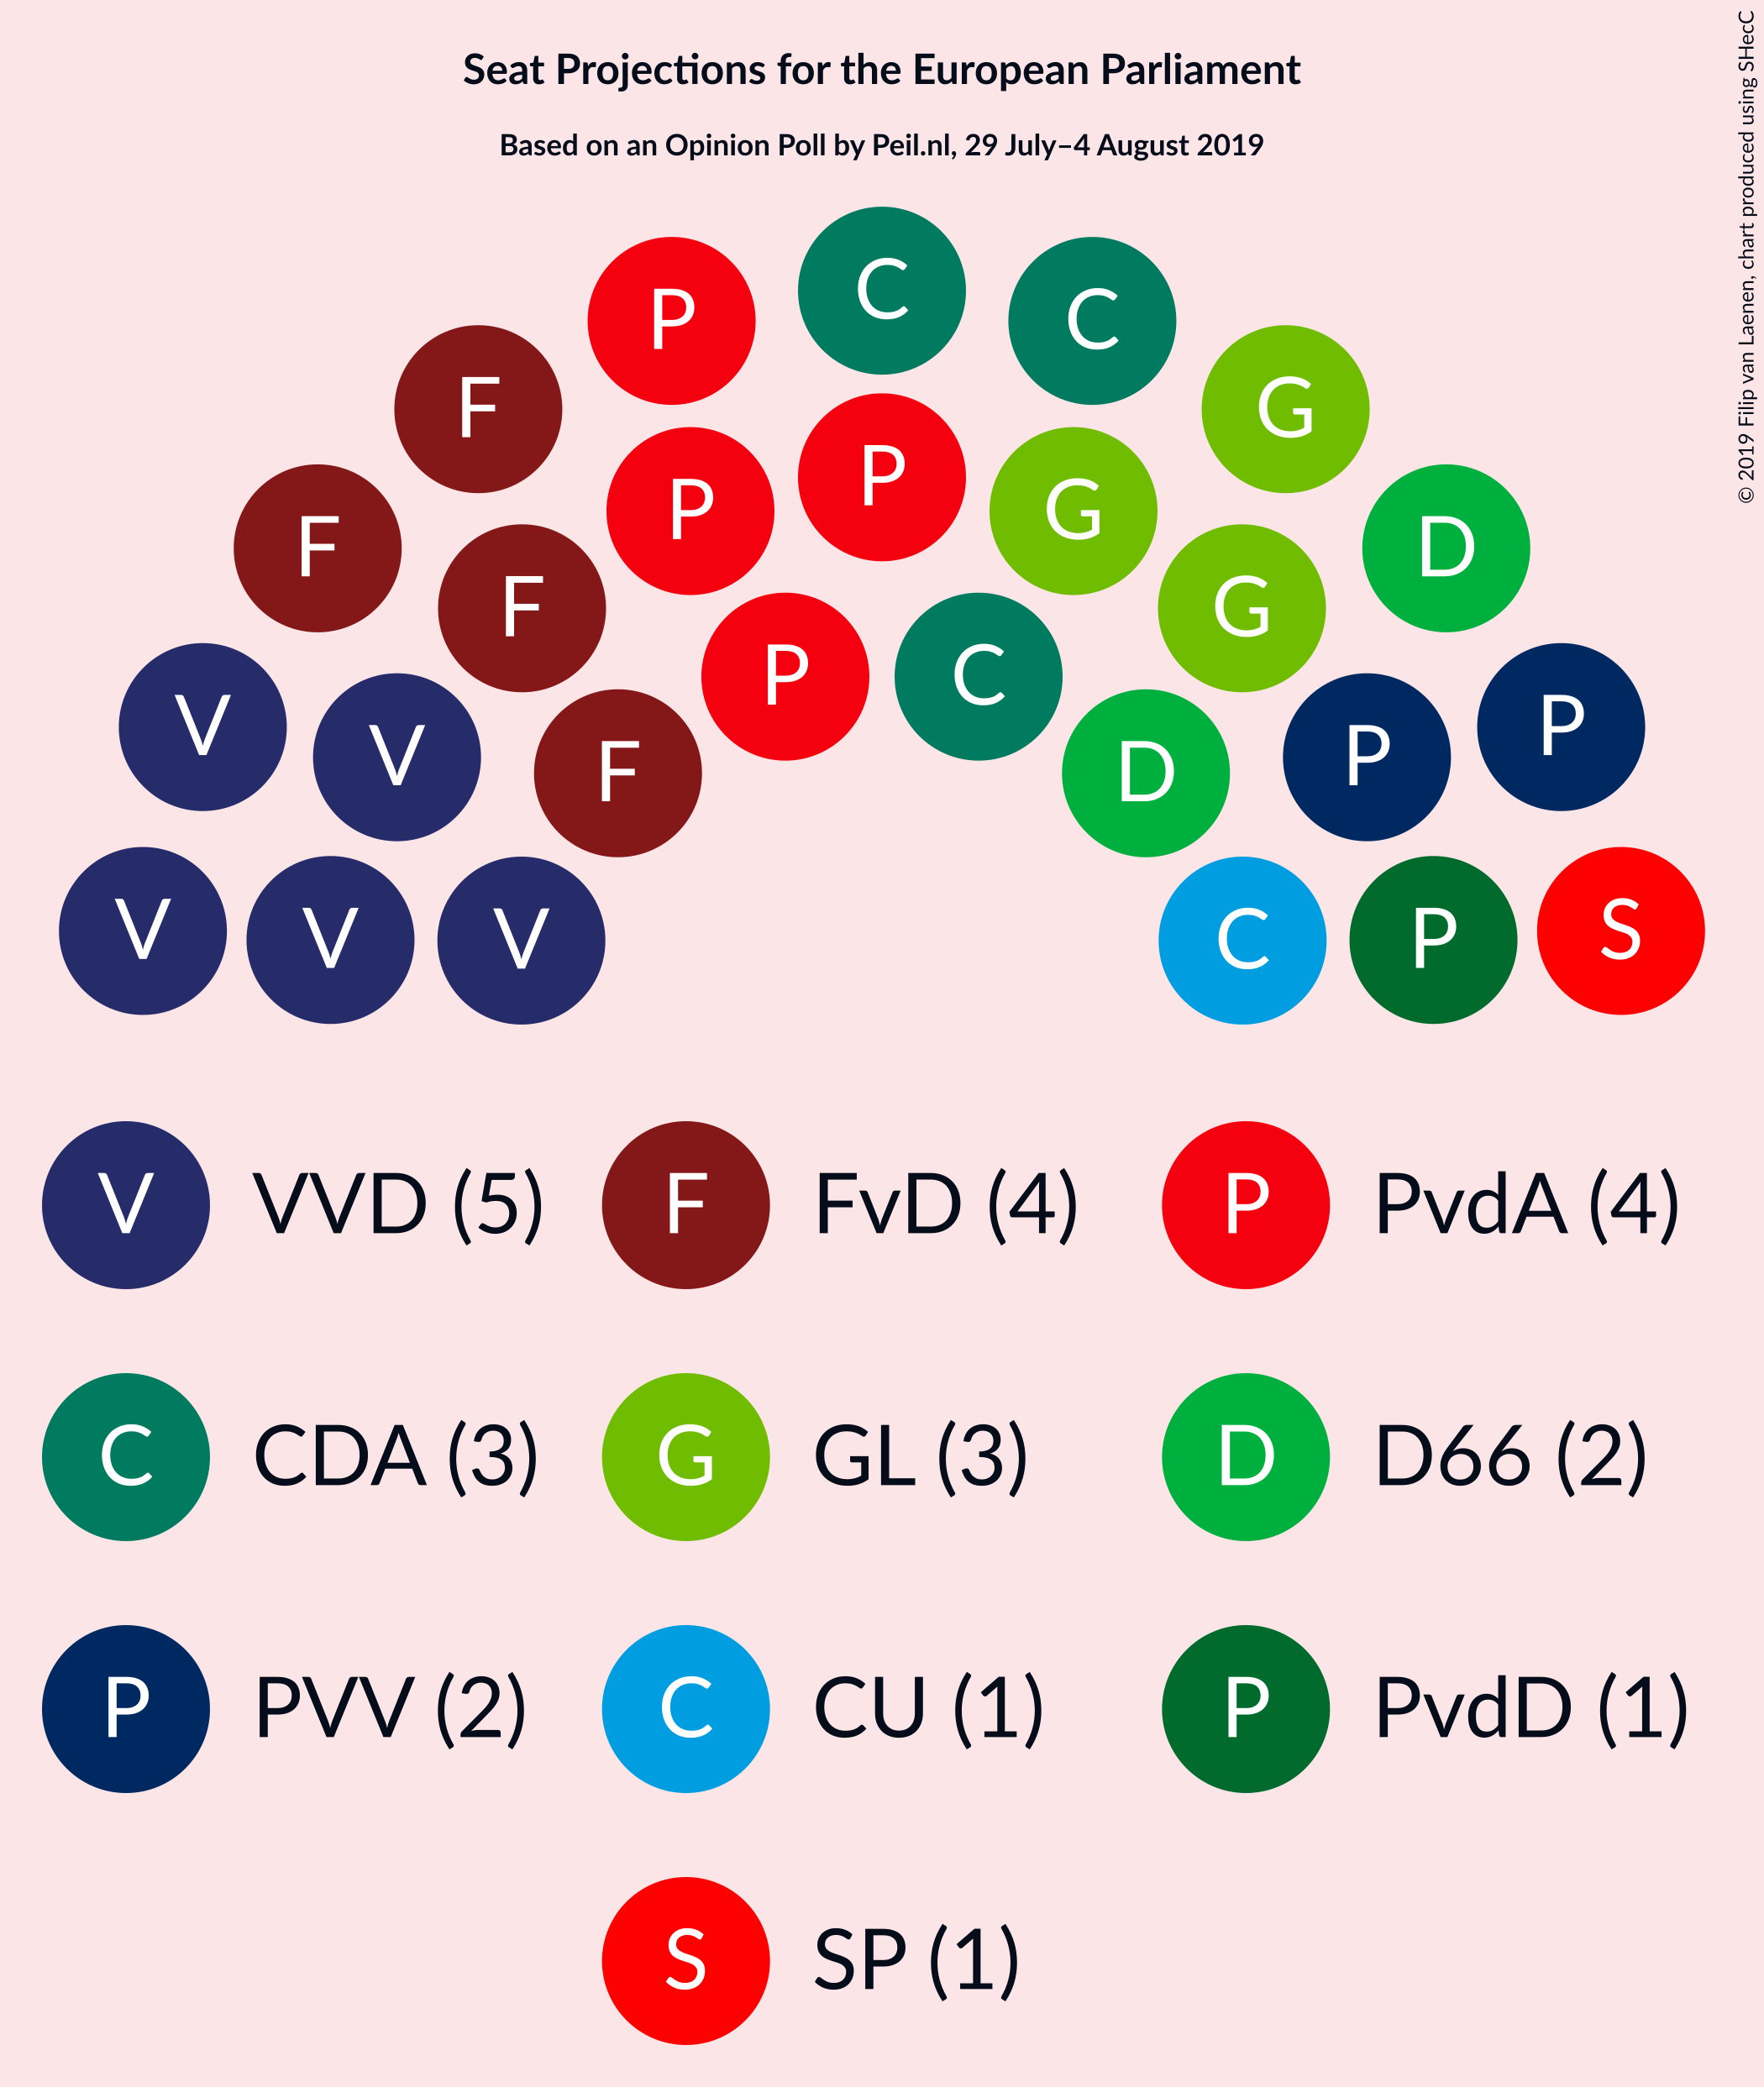 Seat Projections for the European Parliament
Based on an Opinion Poll by Peil.nl, 29 July–4 August 2019
© 2019 Filip van Laenen, chart produced using SHecC
C
P C
F G
P
P G
F D
F G
P C
V P
V P
F D
V S
V V C P
V VVD (5) F FvD (4) P PvdA (4)
C CDA (3) G GL (3) D D66 (2)
P PVV (2) C CU (1) P PvdD (1)
S SP (1)